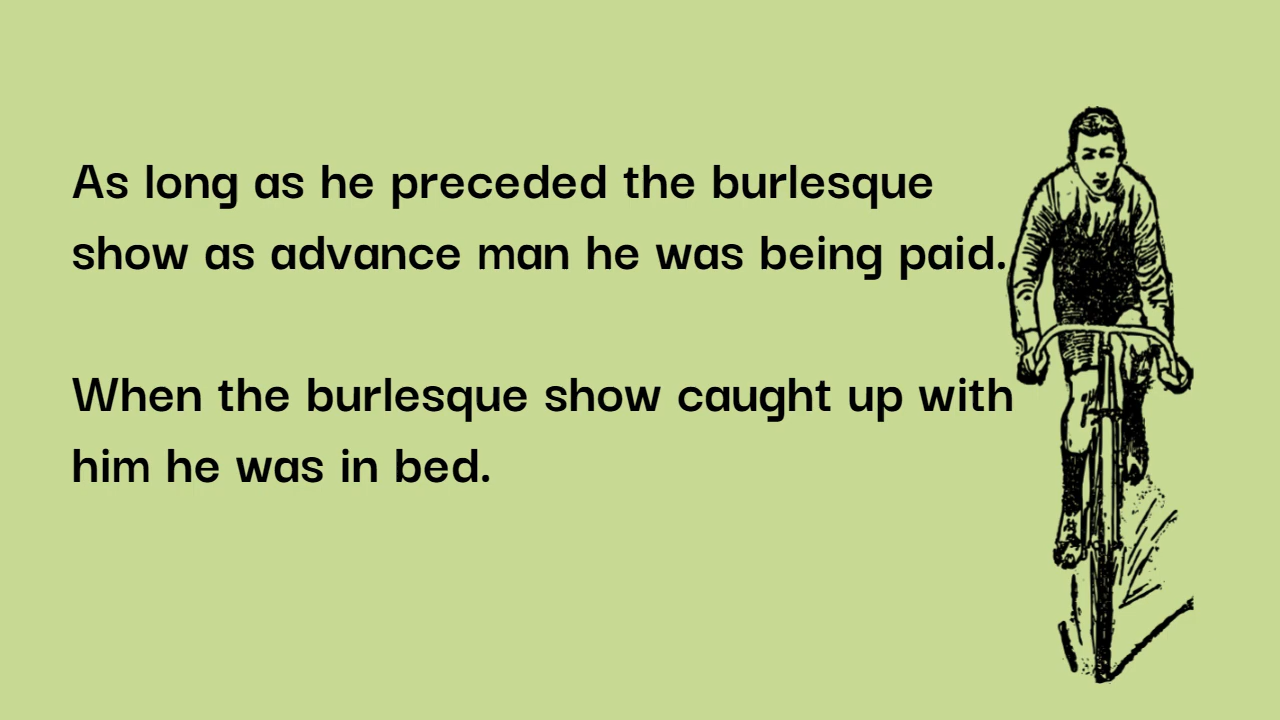 As long as he preceded the burlesque
show as advance man he was being paid.
When the burlesque show caught up with
him he was in bed.